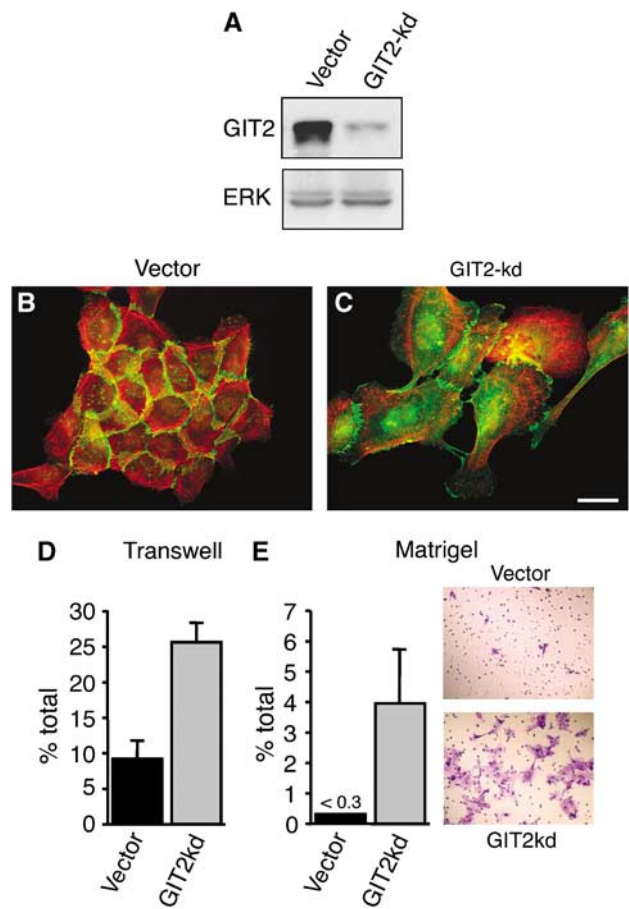 A
Vector
GIT2-kd
GIT2
ERK
Vector
GIT2-kd
B
C
D
Transwell
E
Matrigel
Vector
% total
30
25
20
15
10
5
0
Vector
GIT2kd
% total
7
6
5
4
3
2
1
0
< 0.3
Vector
GIT2kd
GIT2kd